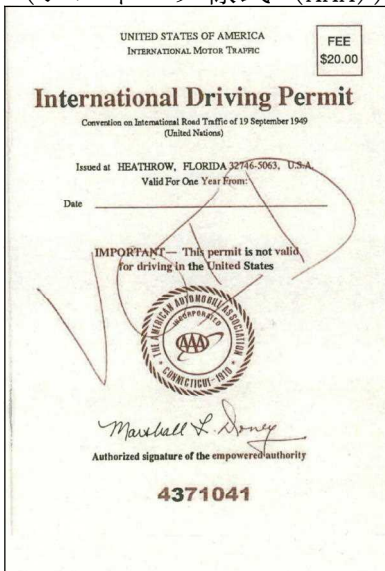 (AAA)
UNITED STATES OF AMERICA
INTERNATIONAL MOTOR TRAFFIC
FEE
$20.00
International Driving Permit
Convention on International Road Traffic of 19 September 1949
(United Nations)
Issued at HEATHROW, FLORIDA 32746-5063, U.S.A.
Valid For One Year From:
Date
IMPORTANT— This permit is not valid
for driving in the United States
VOID
THE AMERICAN AUTOMOBILE ASSOCIATION
INCORPORATED
AAA
CONNECTICUT-1910
Marshall L. Doney
Authorized signature of the empowered authority
4371041